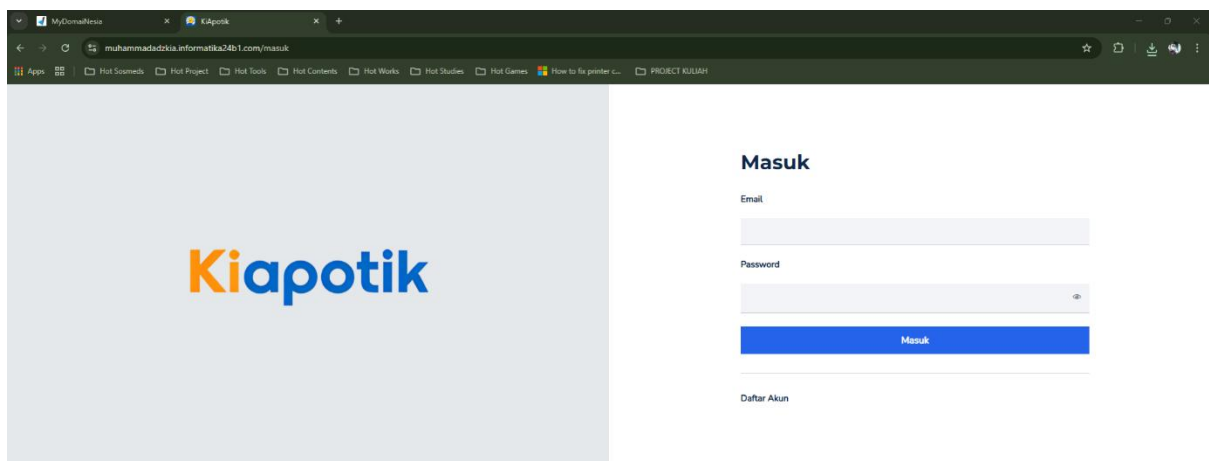 MyDomaiNesia
KiApotik
muhammadadzkia.informatika24b1.com/masuk
Apps Hot Sosmeds Hot Project Hot Tools Hot Contents Hot Works Hot Studies Hot Games How to fix printer c... PROJECT KULIAH
Kiapotik
Masuk
Email
Password
Masuk
Daftar Akun